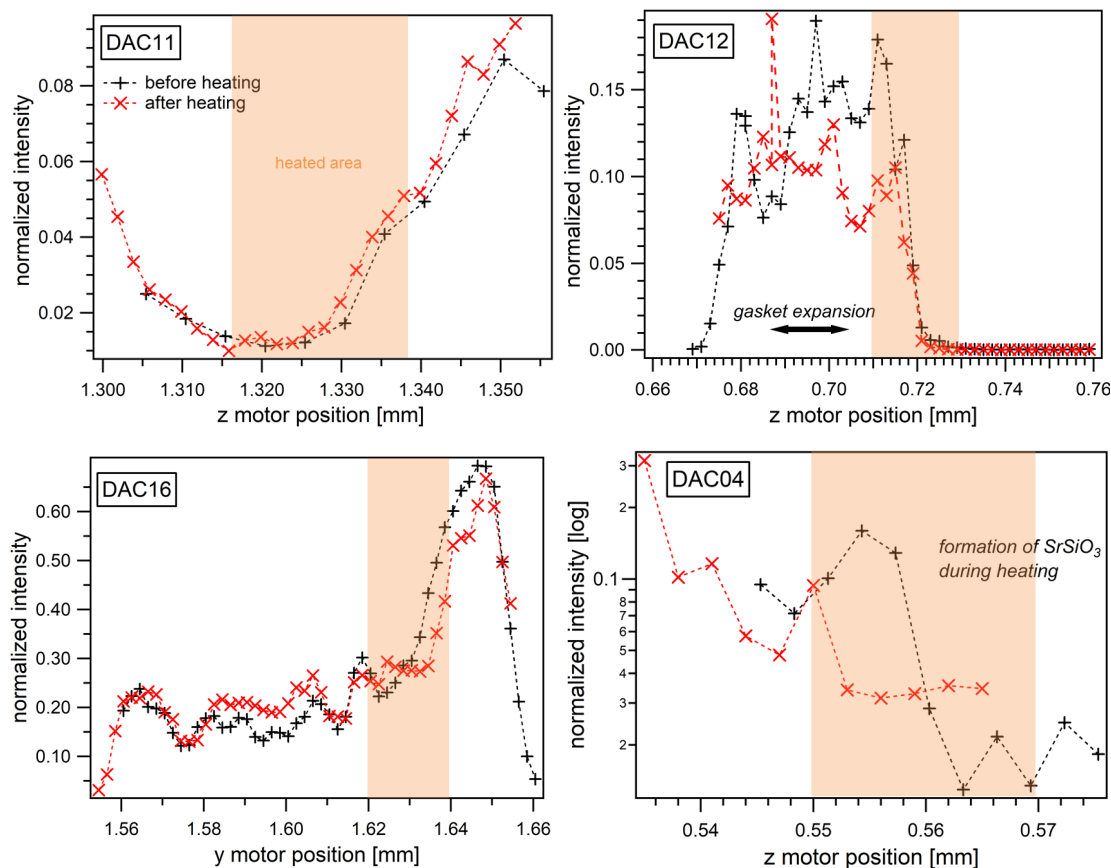 DAC11
before heating
after heating
heated area
normalized intensity
0.08
0.06
0.04
0.02
1.300
1.310
1.320
1.330
1.340
1.350
z motor position [mm]
DAC12
gasket expansion
normalized intensity
0.15
0.10
0.05
0.00
0.66
0.68
0.70
0.72
0.74
0.76
z motor position [mm]
DAC16
normalized intensity
0.60
0.50
0.40
0.30
0.20
0.10
1.56
1.58
1.60
1.62
1.64
1.66
y motor position [mm]
DAC04
formation of SrSiO3
during heating
normalized intensity [log]
3
2
0.1
8
7
6
5
4
3
2
0.54
0.55
0.56
0.57
z motor position [mm]